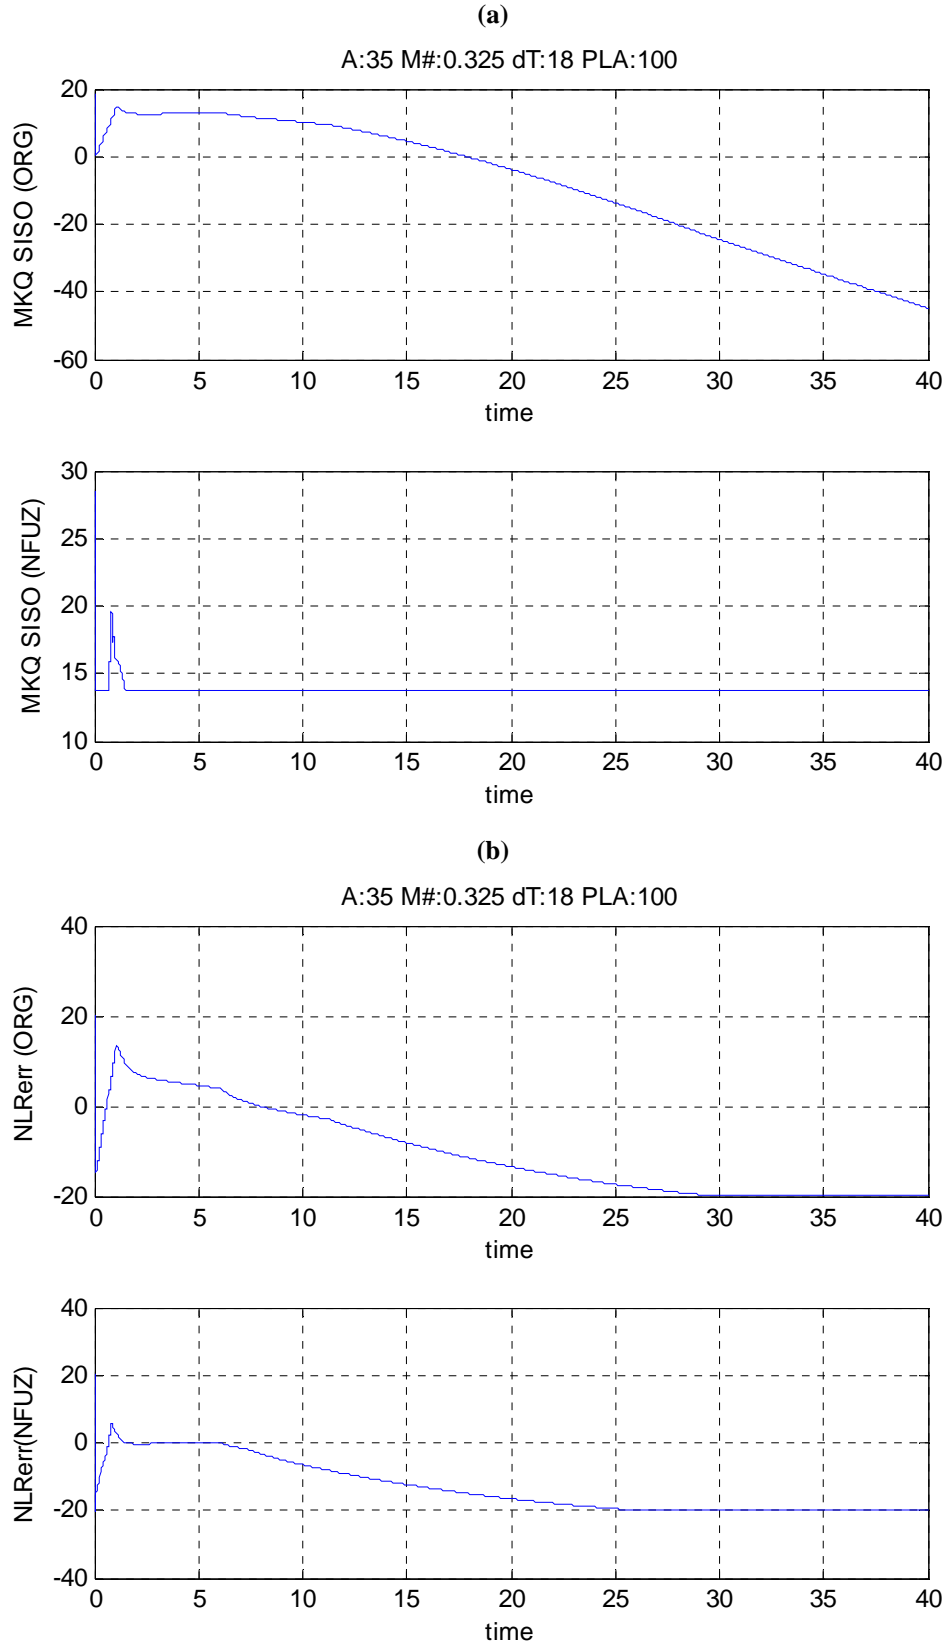 (a)
A:35 M#:0.325 dT:18 PLA:100
MKQ SISO (ORG)
20
0
-20
-40
-60
0 5 10 15 20 25 30 35 40
time
MKQ SISO (NFUZ)
30
25
20
15
10
0 5 10 15 20 25 30 35 40
time
(b)
A:35 M#:0.325 dT:18 PLA:100
NLRerr (ORG)
40
20
0
-20
0 5 10 15 20 25 30 35 40
time
NLRerr(NFUZ)
40
20
0
-20
-40
0 5 10 15 20 25 30 35 40
time